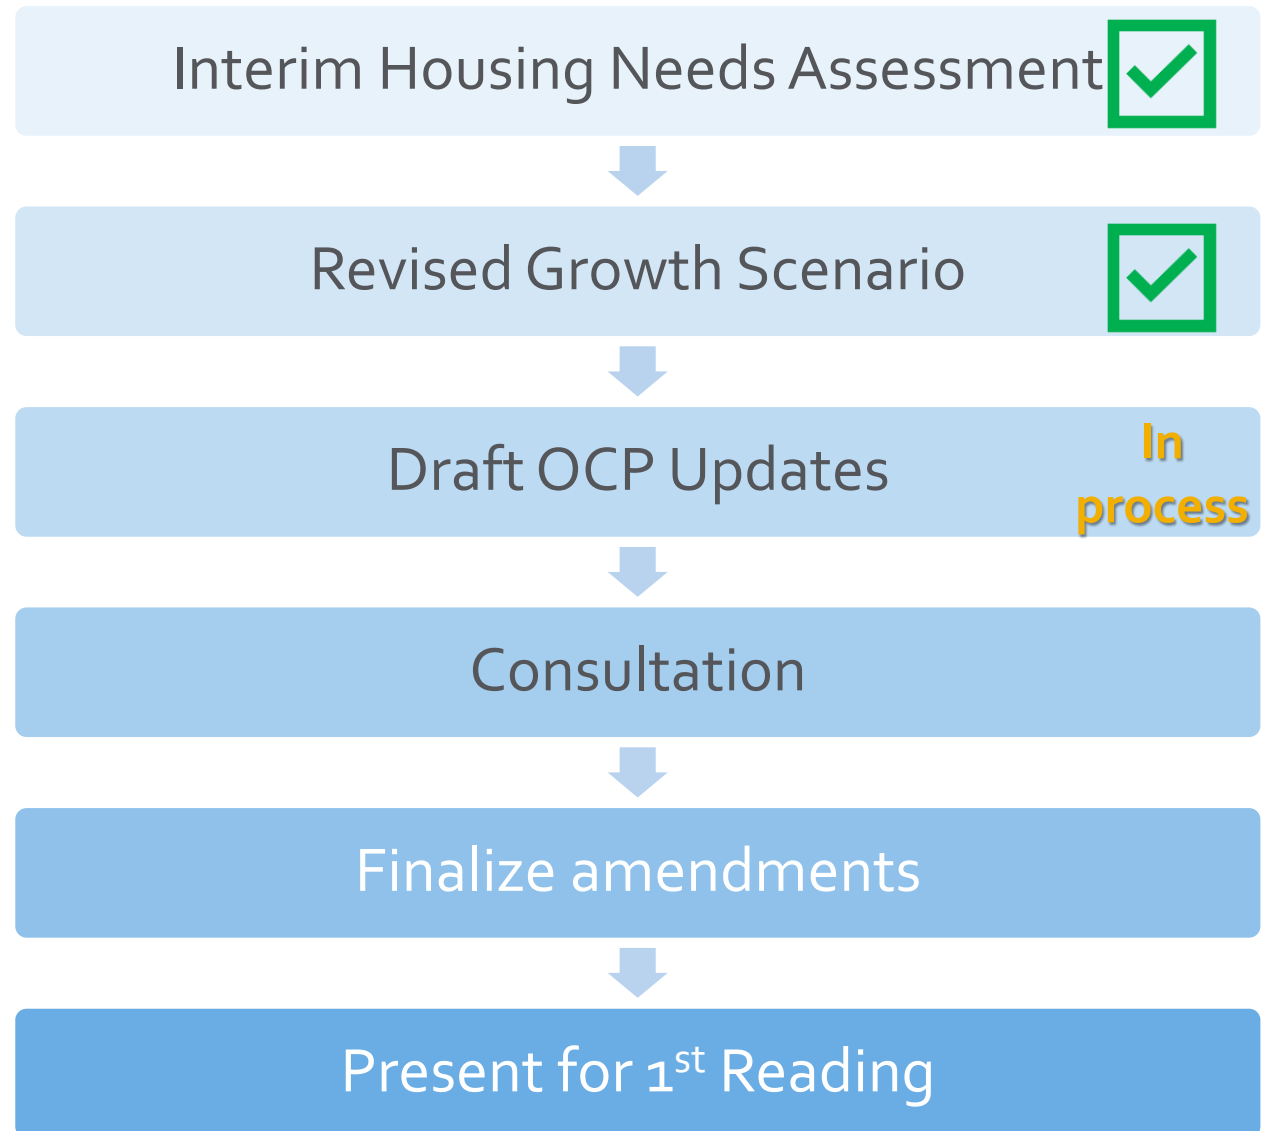 Interim Housing Needs Assessment
Revised Growth Scenario
Draft OCP Updates
In
process
Consultation
Finalize amendments
Present for 1st Reading